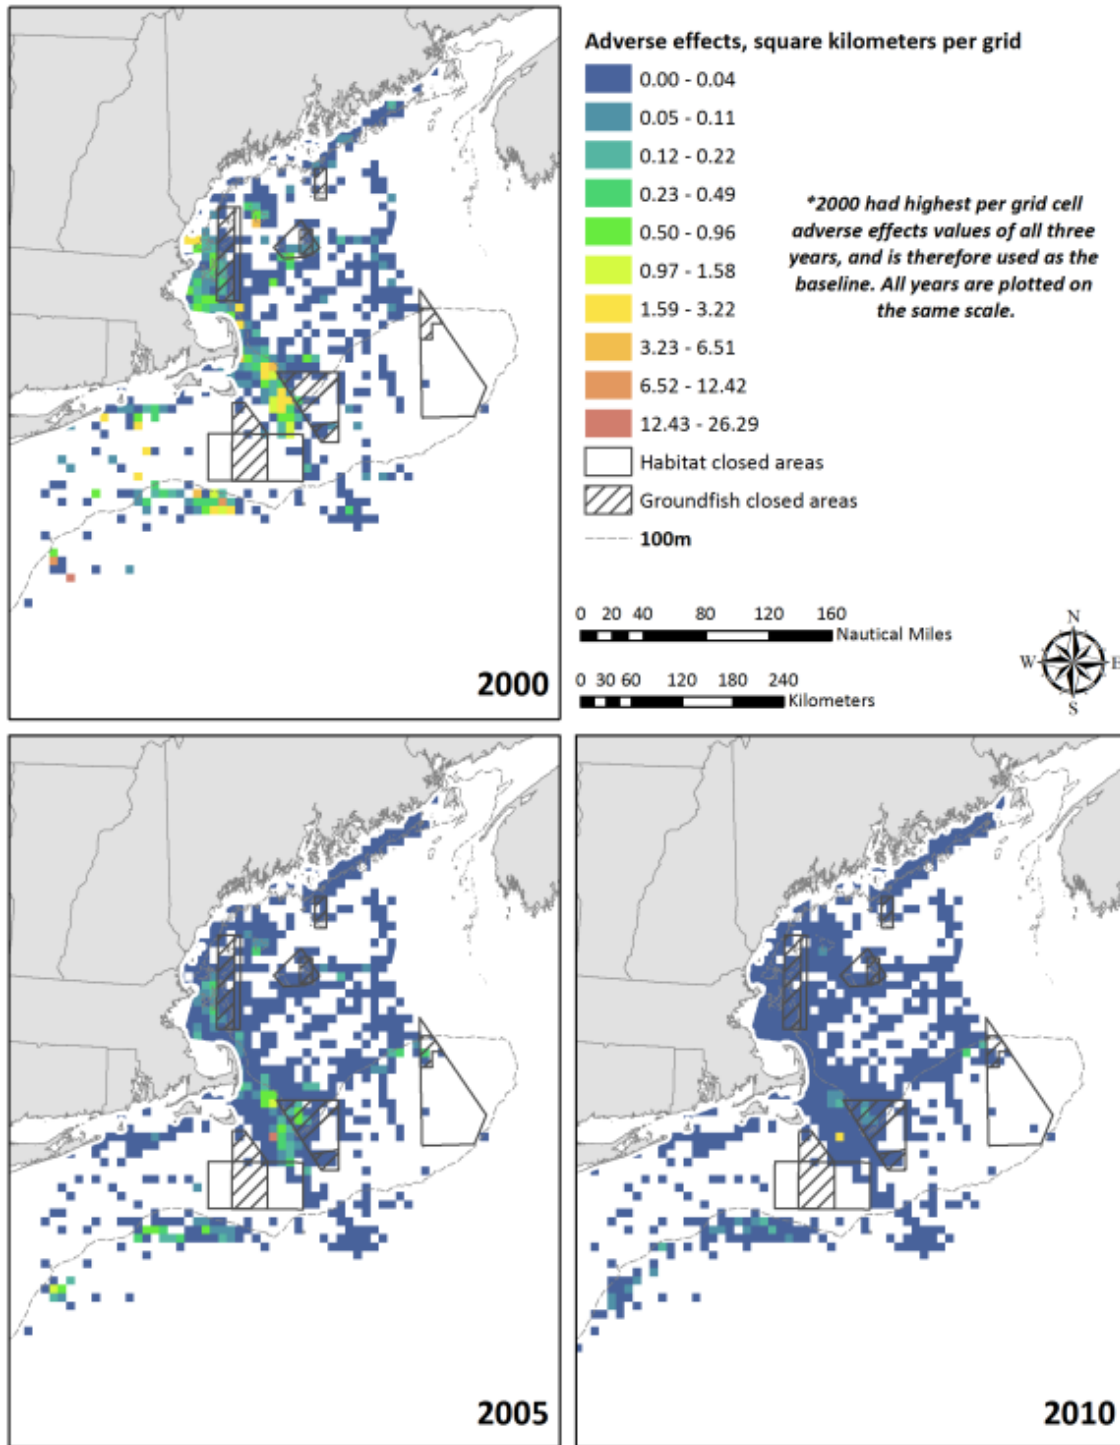 Adverse effects, square kilometers per grid
0.00 - 0.04
0.05 - 0.11
0.12 - 0.22
0.23 - 0.49
0.50 - 0.96
0.97 - 1.58
1.59 - 3.22
3.23 - 6.51
6.52 - 12.42
12.43 - 26.29
Habitat closed areas
Groundfish closed areas
100m
*2000 had highest per grid cell
adverse effects values of all three
years, and is therefore used as the
baseline. All years are plotted on
the same scale.
0 20 40 80 120 160
Nautical Miles
0 30 60 120 180 240
Kilometers
N
W E
S
2000
2005
2010